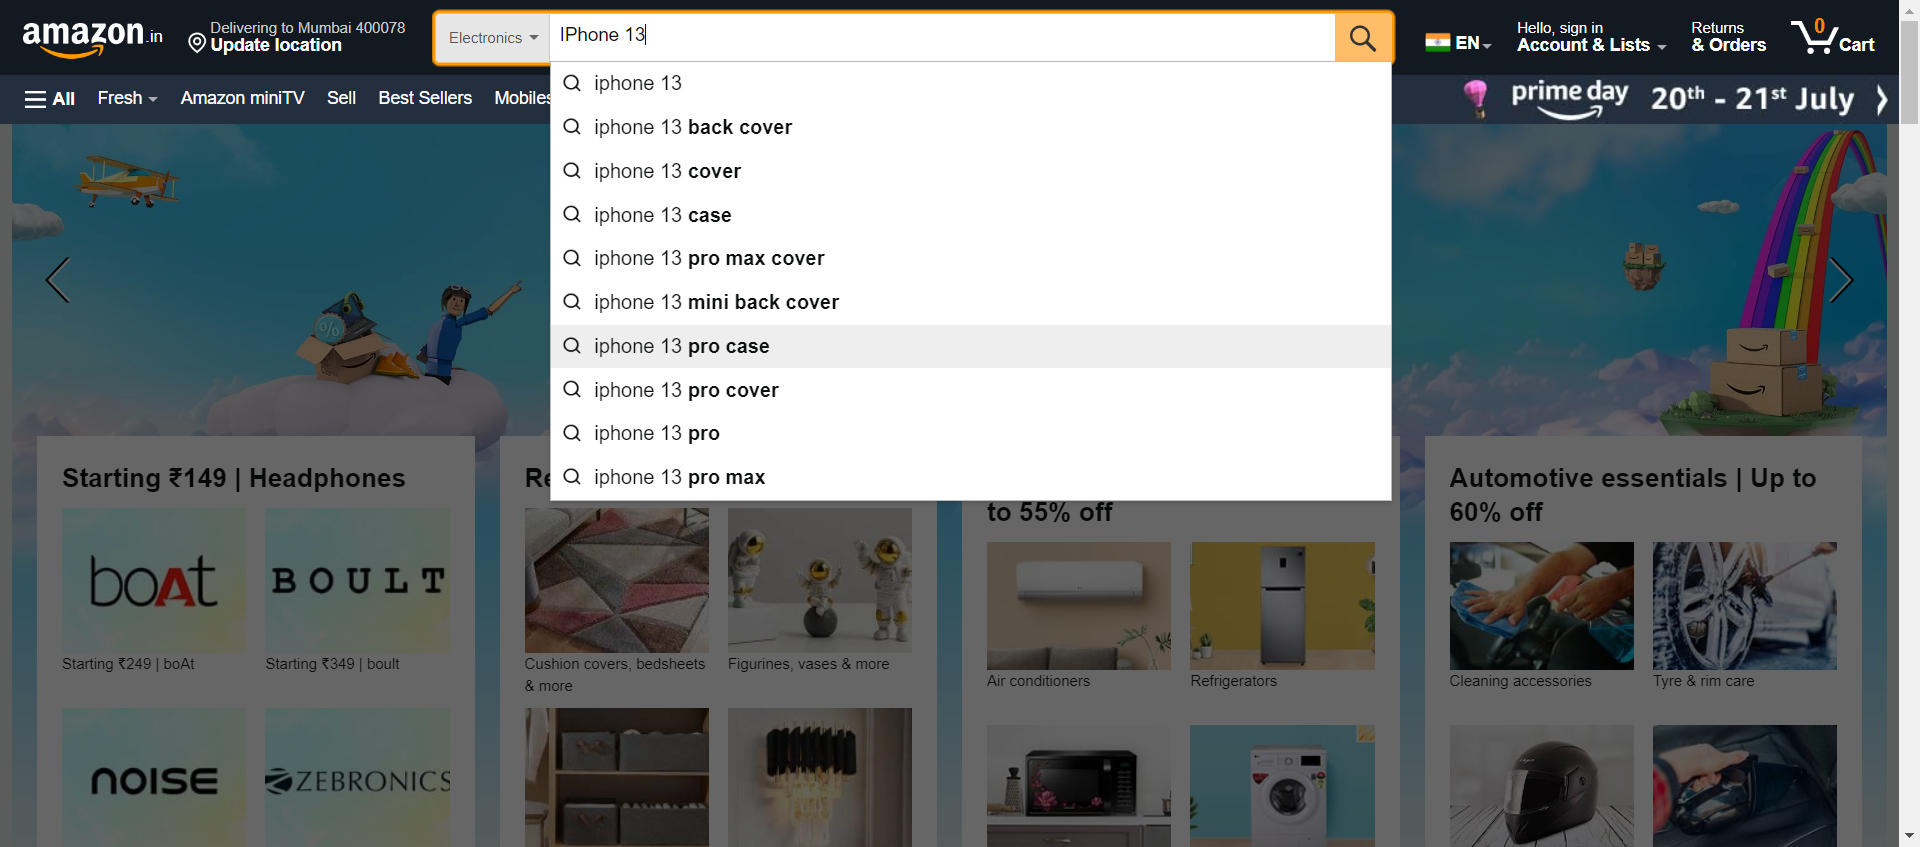 amazon.in
Delivering to Mumbai 400078
Update location
Electronics
IPhone 13
EN
Hello, sign in
Account & Lists
Returns
& Orders
0
Cart
All
Fresh
Amazon miniTV
Sell
Best Sellers
Mobiles
prime day
20th - 21st July
iphone 13
iphone 13 back cover
iphone 13 cover
iphone 13 case
iphone 13 pro max cover
iphone 13 mini back cover
iphone 13 pro case
iphone 13 pro cover
iphone 13 pro
iphone 13 pro max
%
Starting ₹149 | Headphones
boAt
BOULT
Starting ₹249 | boAt
Starting ₹349 | boult
noise
ZEBRONICS
Re
Cushion covers, bedsheets
& more
Figurines, vases & more
to 55% off
Air conditioners
Refrigerators
Automotive essentials | Up to
60% off
Cleaning accessories
Tyre & rim care